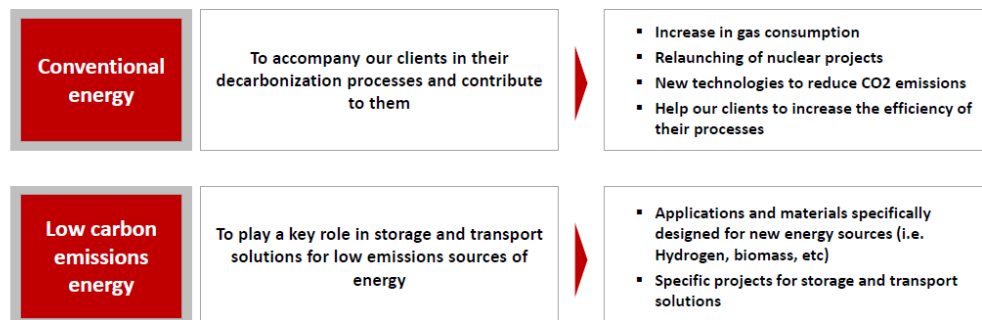 Conventional
energy
To accompany our clients in their
decarbonization processes and contribute
to them
▪ Increase in gas consumption
▪ Relaunching of nuclear projects
▪ New technologies to reduce CO2 emissions
▪ Help our clients to increase the efficiency of
their processes
Low carbon
emissions
energy
To play a key role in storage and transport
solutions for low emissions sources of
energy
▪ Applications and materials specifically
designed for new energy sources (i.e.
Hydrogen, biomass, etc)
▪ Specific projects for storage and transport
solutions